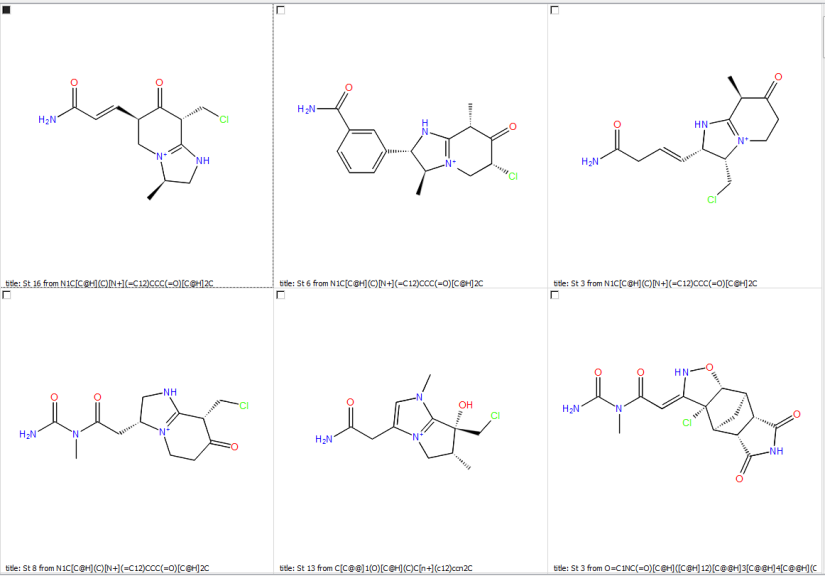 O O Cl H₂N N⁺ NH
O H₂N H N N⁺ O Cl
O H₂N HN N⁺ O Cl
title: St 16 from N1C[C@H](C)[N+](=C12)CCC(=O)[C@H]2C
title: St 6 from N1C[C@H](C)[N+](=C12)CCC(=O)[C@H]2C
title: St 3 from N1C[C@H](C)[N+](=C12)CCC(=O)[C@H]2C
O O H₂N N NH N⁺ Cl O
O H₂N N N⁺ OH Cl
O O H₂N N HN O Cl O NH O
title: St 8 from N1C[C@H](C)[N+](=C12)CCC(=O)[C@H]2C
title: St 13 from C[C@@]1(O)[C@H](C)C[n+](c12)ccn2C
title: St 3 from O=C1NC(=O)[C@H]([C@H]12)[C@@H]3[C@@H]4[C@@H](C